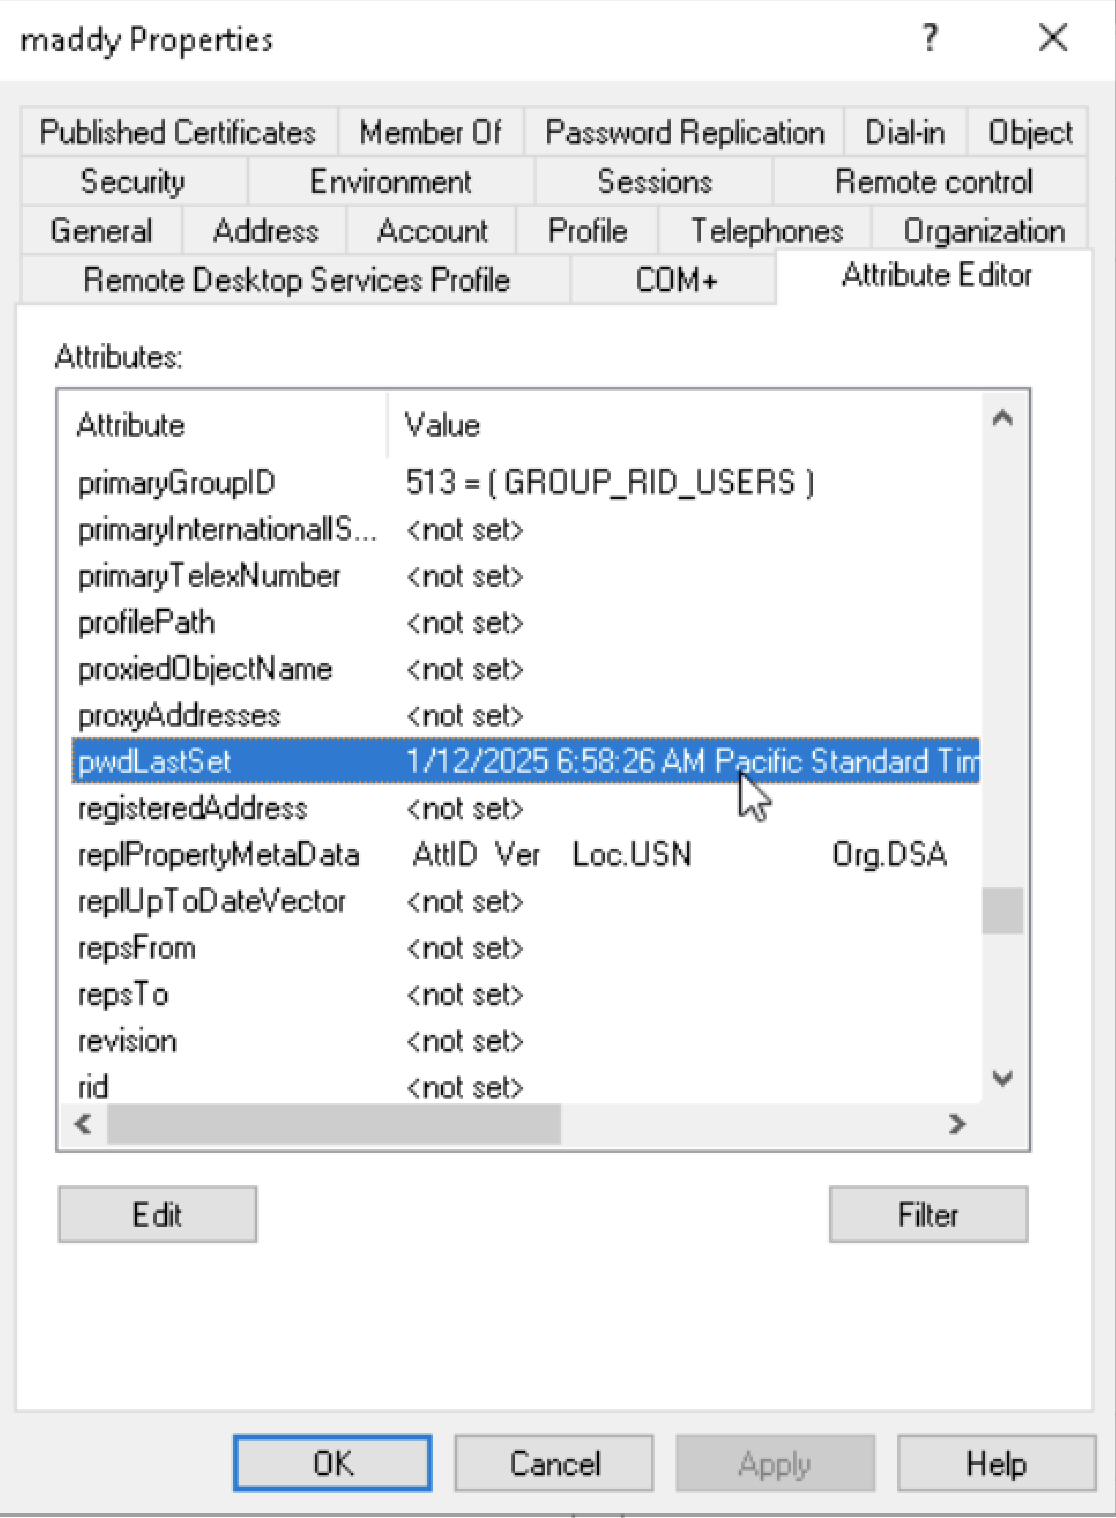 maddy Properties ?
Published Certificates Member Of Password Replication Dial-in Object
Security Environment Sessions Remote control
General Address Account Profile Telephones Organization
Remote Desktop Services Profile COM+ Attribute Editor
Attributes:
Attribute Value
primaryGroupID 513 = ( GROUP_RID_USERS )
primaryInternationalIS... <not set>
primaryTelexNumber <not set>
profilePath <not set>
proxiedObjectName <not set>
proxyAddresses <not set>
pwdLastSet 1/12/2025 6:58:26 AM Pacific Standard Tim
registeredAddress <not set>
replPropertyMetaData AttID Ver Loc.USN Org.DSA
replUpToDateVector <not set>
repsFrom <not set>
repsTo <not set>
revision <not set>
rid <not set>
Edit Filter
OK Cancel Apply Help